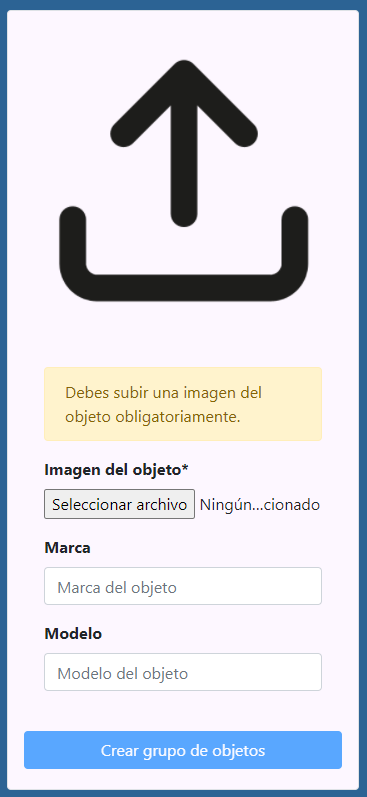 Debes subir una imagen del
objeto obligatoriamente.
Imagen del objeto*
Seleccionar archivo Ningún...cionado
Marca
Marca del objeto
Modelo
Modelo del objeto
Crear grupo de objetos